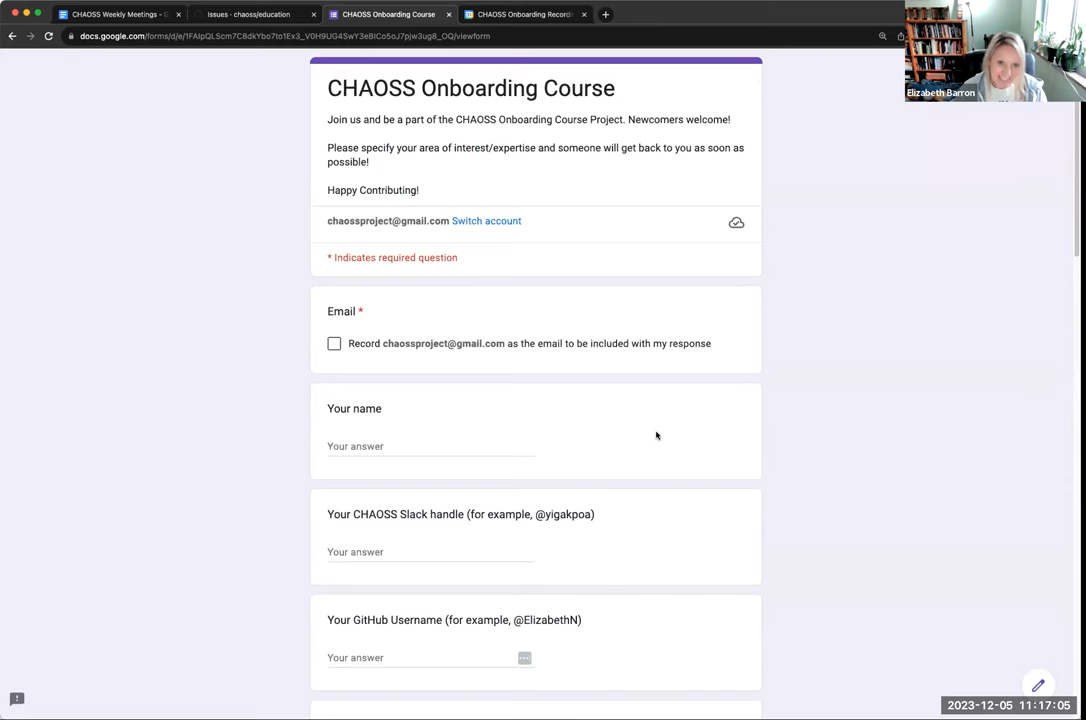 CHAOSS Weekly Meetings -
Issues · chaoss/education
CHAOSS Onboarding Course
CHAOSS Onboarding Record
docs.google.com/forms/d/e/
Elizabeth Barron
CHAOSS Onboarding Course
Join us and be a part of the CHAOSS Onboarding Course Project. Newcomers welcome!
Please specify your area of interest/expertise and someone will get back to you as soon as
possible!
Happy Contributing!
chaossproject@gmail.com Switch account
* Indicates required question
Email *
Record chaossproject@gmail.com as the email to be included with my response
Your name
Your answer
Your CHAOSS Slack handle (for example, @yigakpoa)
Your answer
Your GitHub Username (for example, @ElizabethN)
Your answer
2023-12-05 11:17:05